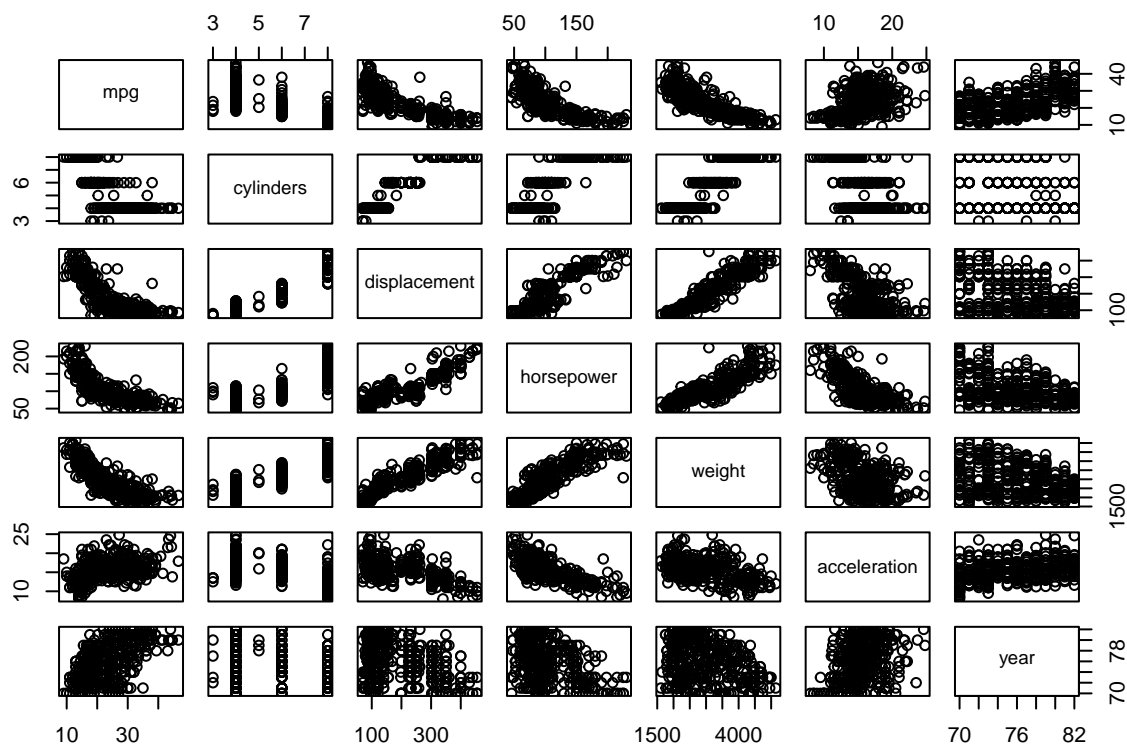 3 5 7 50 150 10 20
mpg 10 40
3 6 cylinders
displacement 100
50 200 horsepower
weight 1500
10 25 acceleration
year 70 78
10 30 100 300 1500 4000 70 76 82